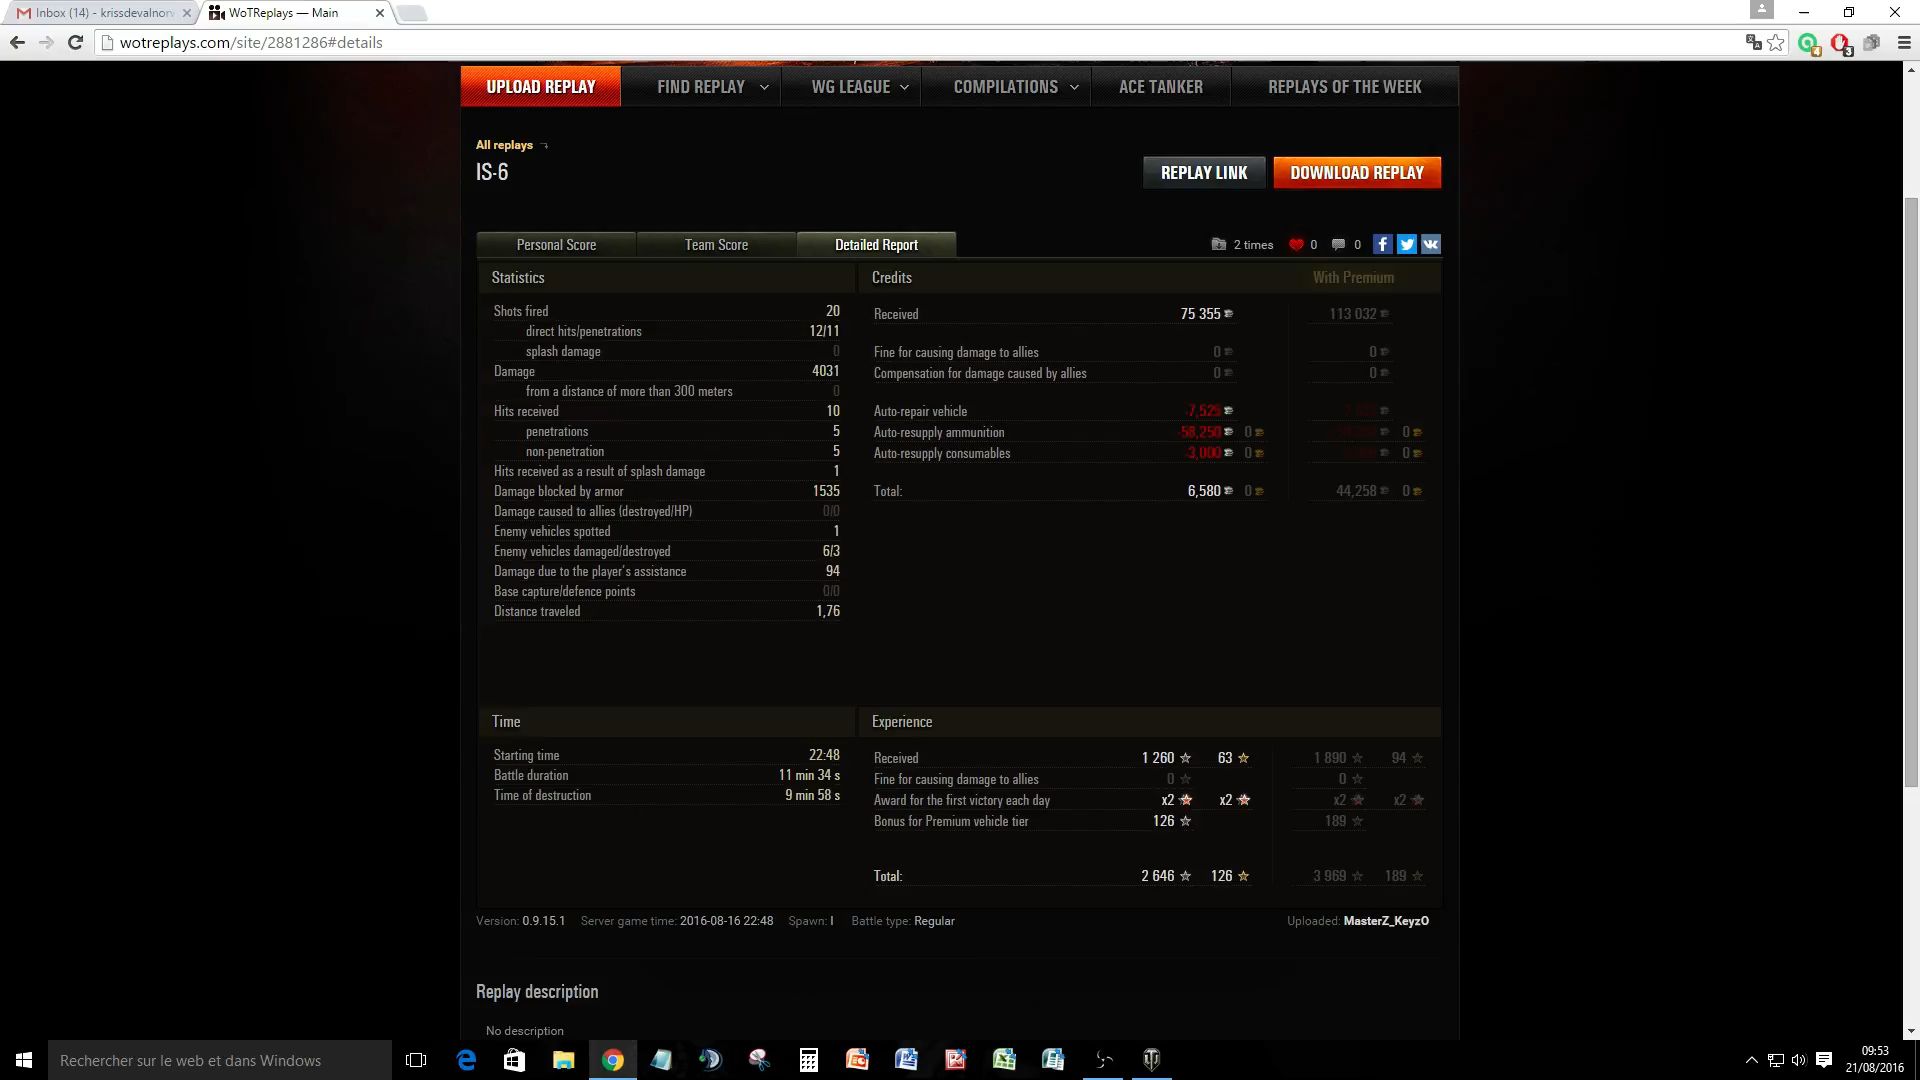 Inbox (14) - krissdevalnor
WoTReplays — Main
wotreplays.com/site/2881286#details
4
3
UPLOAD REPLAY
FIND REPLAY
WG LEAGUE
COMPILATIONS
ACE TANKER
REPLAYS OF THE WEEK
All replays
IS-6
REPLAY LINK
DOWNLOAD REPLAY
Personal Score
Team Score
Detailed Report
2 times 0 0
Statistics
Shots fired 20
direct hits/penetrations 12/11
splash damage 0
Damage 4031
from a distance of more than 300 meters 0
Hits received 10
penetrations 5
non-penetration 5
Hits received as a result of splash damage 1
Damage blocked by armor 1535
Damage caused to allies (destroyed/HP) 0/0
Enemy vehicles spotted 1
Enemy vehicles damaged/destroyed 6/3
Damage due to the player's assistance 94
Base capture/defence points 0/0
Distance traveled 1,76
Credits With Premium
Received 75 355 113 032
Fine for causing damage to allies 0 0
Compensation for damage caused by allies 0 0
Auto-repair vehicle -7,525
Auto-resupply ammunition -58,250 0 0
Auto-resupply consumables -3,000 0 0
Total: 6,580 0 44,258 0
Time
Starting time 22:48
Battle duration 11 min 34 s
Time of destruction 9 min 58 s
Experience
Received 1 260 63 1 890 94
Fine for causing damage to allies 0 0
Award for the first victory each day x2 x2 x2 x2
Bonus for Premium vehicle tier 126 189
Total: 2 646 126 3 969 189
Version: 0.9.15.1 Server game time: 2016-08-16 22:48 Spawn: I Battle type: Regular Uploaded: MasterZ_KeyzO
Replay description
No description
Rechercher sur le web et dans Windows
09:53
21/08/2016